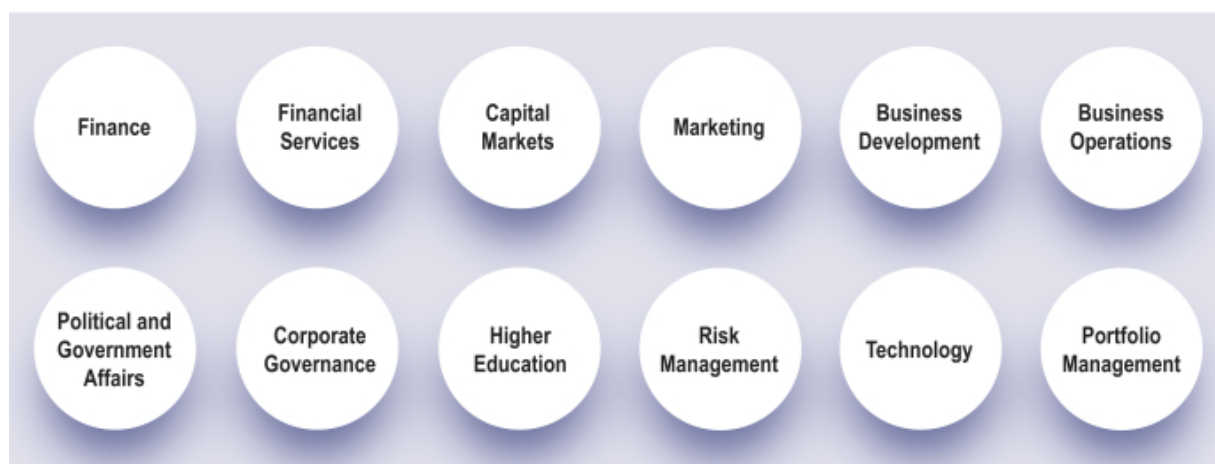 Finance
Financial
Services
Capital
Markets
Marketing
Business
Development
Business
Operations
Political and
Government
Affairs
Corporate
Governance
Higher
Education
Risk
Management
Technology
Portfolio
Management